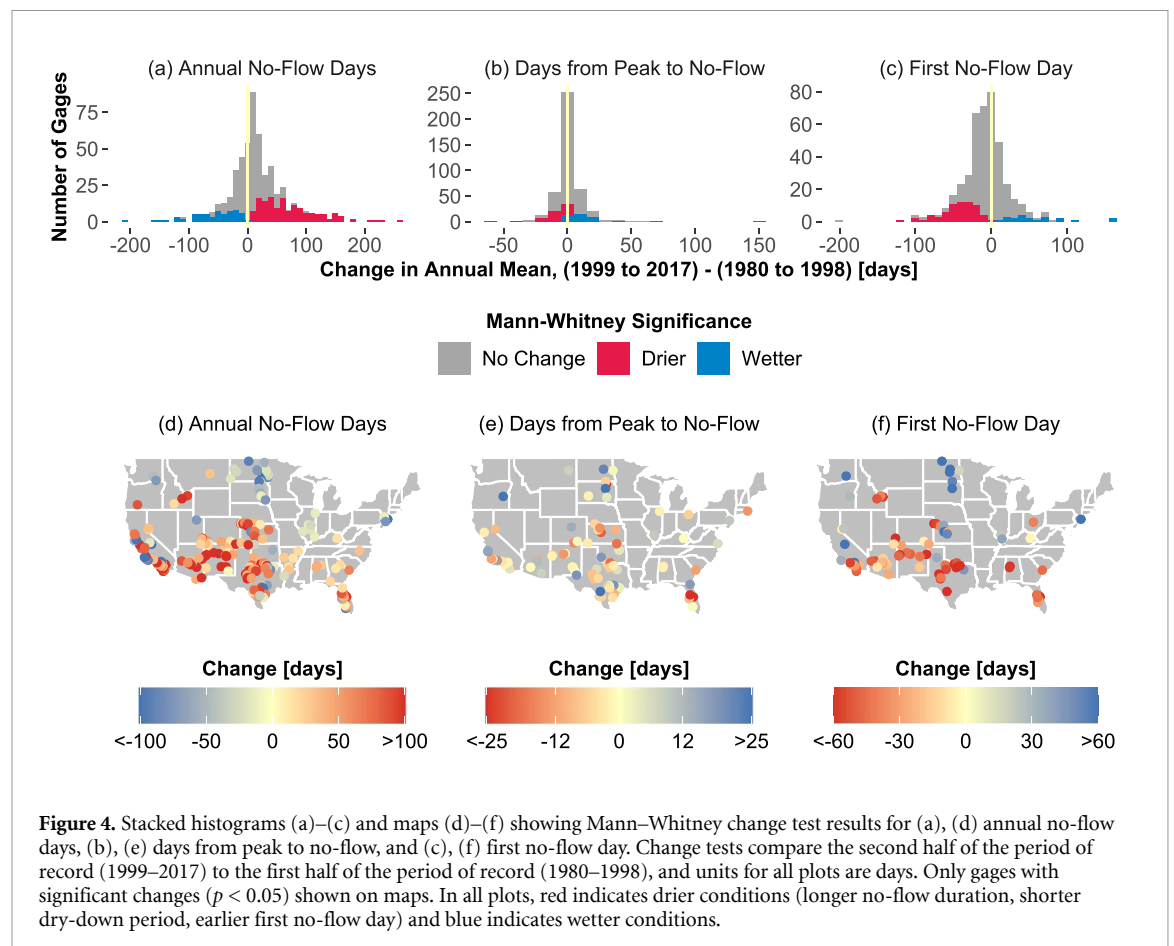 (a) Annual No-Flow Days
(b) Days from Peak to No-Flow
(c) First No-Flow Day
Number of Gages
75
50
25
0
-200 -100 0 100 200
250
200
150
100
50
0
-50 0 50 100 150
80
60
40
20
0
-200 -100 0 100
Change in Annual Mean, (1999 to 2017) - (1980 to 1998) [days]
Mann-Whitney Significance
No Change Drier Wetter
(d) Annual No-Flow Days
(e) Days from Peak to No-Flow
(f) First No-Flow Day
Change [days]
<-100 -50 0 50 >100
Change [days]
<-25 -12 0 12 >25
Change [days]
<-60 -30 0 30 >60
Figure 4. Stacked histograms (a)–(c) and maps (d)–(f) showing Mann–Whitney change test results for (a), (d) annual no-flow
days, (b), (e) days from peak to no-flow, and (c), (f) first no-flow day. Change tests compare the second half of the period of
record (1999–2017) to the first half of the period of record (1980–1998), and units for all plots are days. Only gages with
significant changes (p < 0.05) shown on maps. In all plots, red indicates drier conditions (longer no-flow duration, shorter
dry-down period, earlier first no-flow day) and blue indicates wetter conditions.